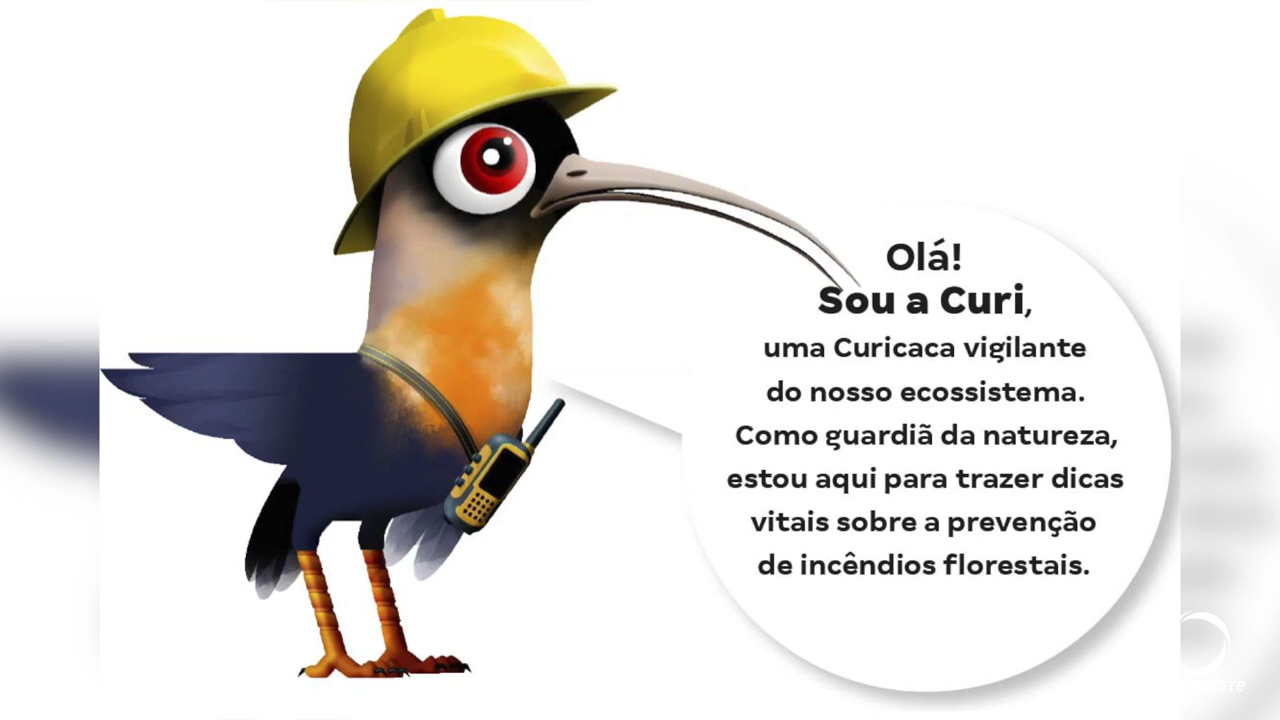 Olá!
Sou a Curi,
uma Curicaca vigilante
do nosso ecossistema.
Como guardiã da natureza,
estou aqui para trazer dicas
vitais sobre a prevenção
de incêndios florestais.